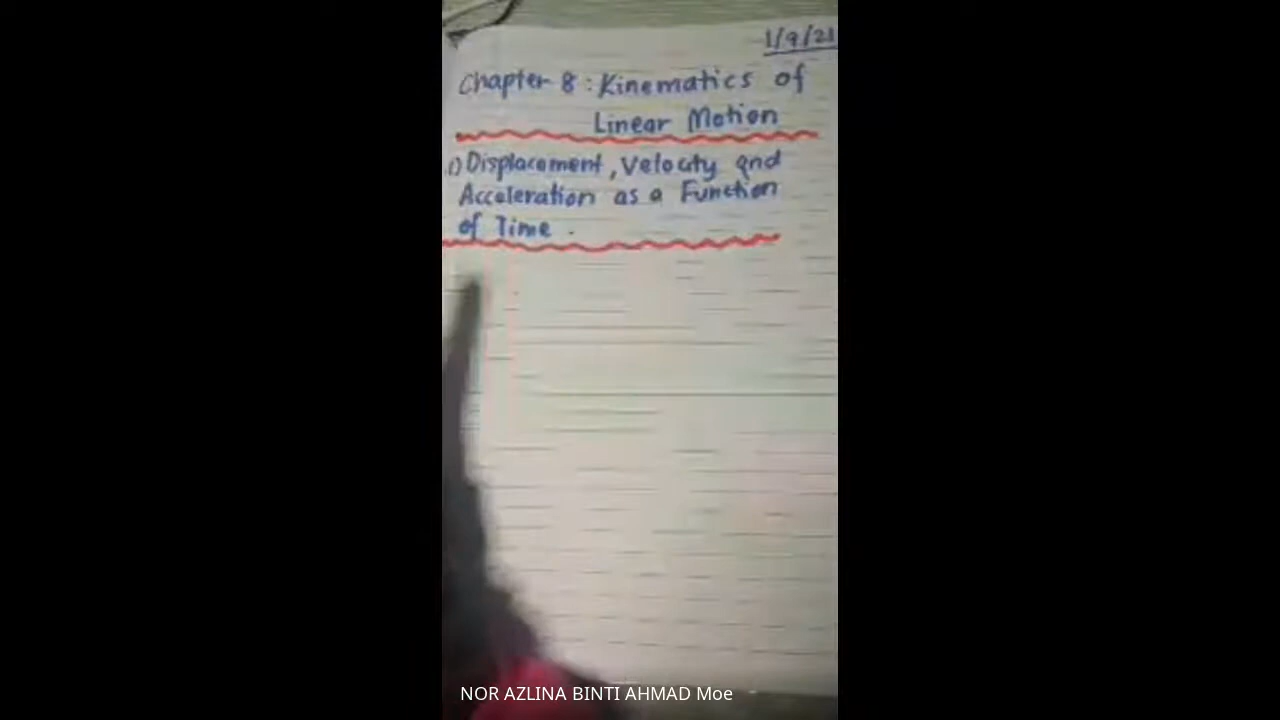 1/9/21
Chapter 8 : Kinematics of
Linear Motion
1) Displacement, Velocity and
Acceleration as a Function
of Time.
NOR AZLINA BINTI AHMAD Moe